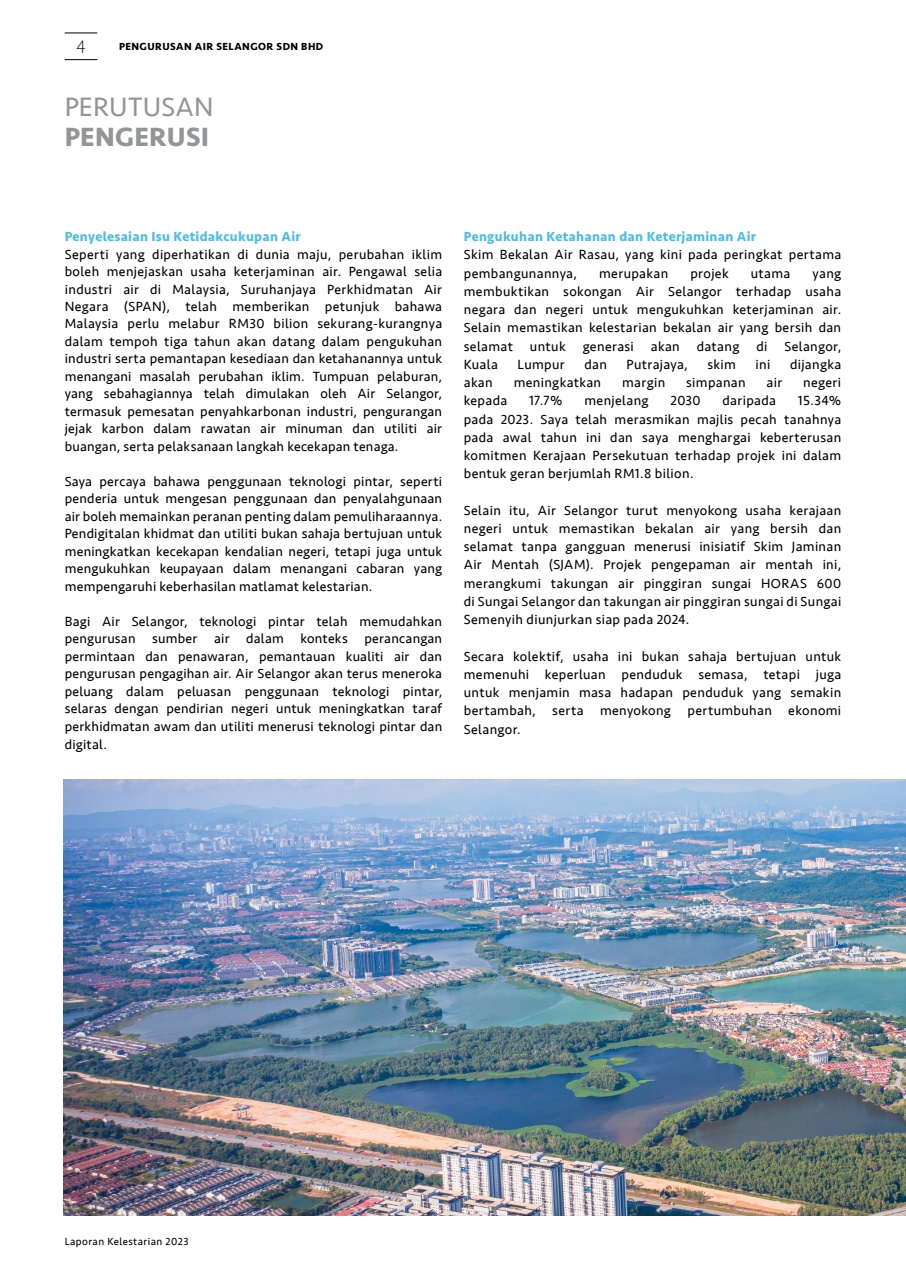 4
PENGURUSAN AIR SELANGOR SDN BHD
PERUTUSAN
PENGERUSI
Penyelesaian Isu Ketidakcukupan Air
Seperti yang diperhatikan di dunia maju, perubahan iklim
boleh menjejaskan usaha keterjaminan air. Pengawal selia
industri air di Malaysia, Suruhanjaya Perkhidmatan Air
Negara (SPAN), telah memberikan petunjuk bahawa
Malaysia perlu melabur RM30 bilion sekurang-kurangnya
dalam tempoh tiga tahun akan datang dalam pengukuhan
industri serta pemantapan kesediaan dan ketahanannya untuk
menangani masalah perubahan iklim. Tumpuan pelaburan,
yang sebahagiannya telah dimulakan oleh Air Selangor,
termasuk pemesatan penyahkarbonan industri, pengurangan
jejak karbon dalam rawatan air minuman dan utiliti air
buangan, serta pelaksanaan langkah kecekapan tenaga.
Saya percaya bahawa penggunaan teknologi pintar, seperti
penderia untuk mengesan penggunaan dan penyalahgunaan
air boleh memainkan peranan penting dalam pemuliharaannya.
Pendigitalan khidmat dan utiliti bukan sahaja bertujuan untuk
meningkatkan kecekapan kendalian negeri, tetapi juga untuk
mengukuhkan keupayaan dalam menangani cabaran yang
mempengaruhi keberhasilan matlamat kelestarian.
Bagi Air Selangor, teknologi pintar telah memudahkan
pengurusan sumber air dalam konteks perancangan
permintaan dan penawaran, pemantauan kualiti air dan
pengurusan pengagihan air. Air Selangor akan terus meneroka
peluang dalam peluasan penggunaan teknologi pintar,
selaras dengan pendirian negeri untuk meningkatkan taraf
perkhidmatan awam dan utiliti menerusi teknologi pintar dan
digital.
Pengukuhan Ketahanan dan Keterjaminan Air
Skim Bekalan Air Rasau, yang kini pada peringkat pertama
pembangunannya, merupakan projek utama yang
membuktikan sokongan Air Selangor terhadap usaha
negara dan negeri untuk mengukuhkan keterjaminan air.
Selain memastikan kelestarian bekalan air yang bersih dan
selamat untuk generasi akan datang di Selangor,
Kuala Lumpur dan Putrajaya, skim ini dijangka
akan meningkatkan margin simpanan air negeri
kepada 17.7% menjelang 2030 daripada 15.34%
pada 2023. Saya telah merasmikan majlis pecah tanahnya
pada awal tahun ini dan saya menghargai keberterusan
komitmen Kerajaan Persekutuan terhadap projek ini dalam
bentuk geran berjumlah RM1.8 bilion.
Selain itu, Air Selangor turut menyokong usaha kerajaan
negeri untuk memastikan bekalan air yang bersih dan
selamat tanpa gangguan menerusi inisiatif Skim Jaminan
Air Mentah (SJAM). Projek pengepaman air mentah ini,
merangkumi takungan air pinggiran sungai HORAS 600
di Sungai Selangor dan takungan air pinggiran sungai di Sungai
Semenyih diunjurkan siap pada 2024.
Secara kolektif, usaha ini bukan sahaja bertujuan untuk
memenuhi keperluan penduduk semasa, tetapi juga
untuk menjamin masa hadapan penduduk yang semakin
bertambah, serta menyokong pertumbuhan ekonomi
Selangor.
Laporan Kelestarian 2023